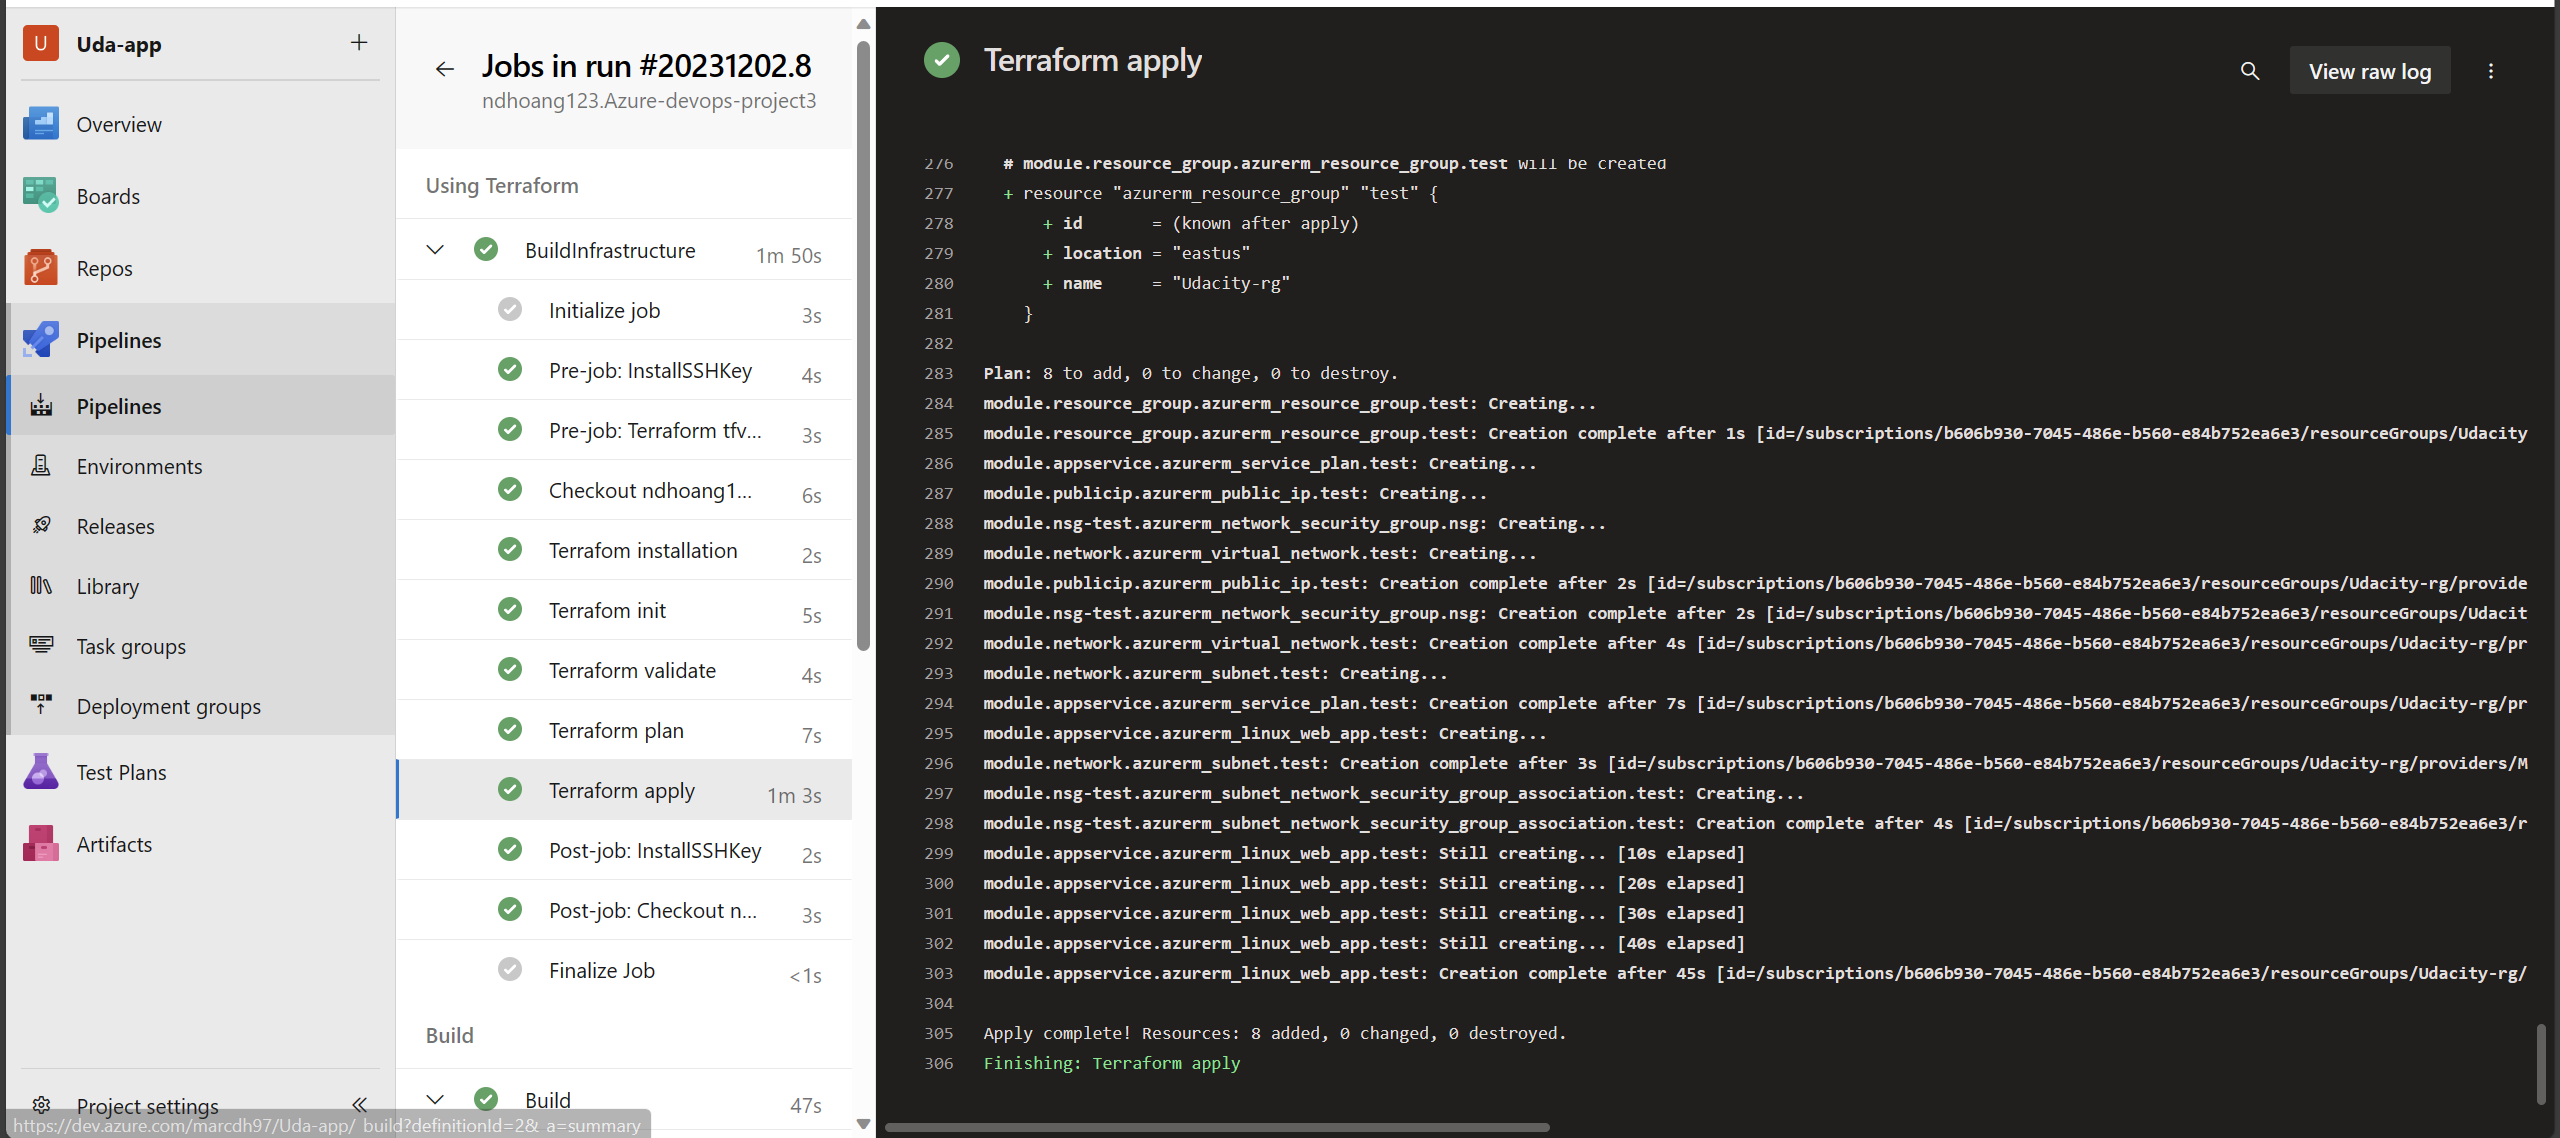 U Uda-app +
Overview
Boards
Repos
Pipelines
Pipelines
Environments
Releases
Library
Task groups
Deployment groups
Test Plans
Artifacts
Project settings
https://dev.azure.com/marcdh97/Uda-app/_build?definitionId=2&_a=summary
Jobs in run #20231202.8
ndhoang123.Azure-devops-project3
Using Terraform
BuildInfrastructure 1m 50s
Initialize job 3s
Pre-job: InstallSSHKey 4s
Pre-job: Terraform tfv... 3s
Checkout ndhoang1... 6s
Terrafom installation 2s
Terrafom init 5s
Terraform validate 4s
Terraform plan 7s
Terraform apply 1m 3s
Post-job: InstallSSHKey 2s
Post-job: Checkout n... 3s
Finalize Job <1s
Build
Build 47s
Terraform apply
View raw log
276 # module.resource_group.azurerm_resource_group.test will be created
277 + resource "azurerm_resource_group" "test" {
278 + id = (known after apply)
279 + location = "eastus"
280 + name = "Udacity-rg"
281 }
282
283 Plan: 8 to add, 0 to change, 0 to destroy.
284 module.resource_group.azurerm_resource_group.test: Creating...
285 module.resource_group.azurerm_resource_group.test: Creation complete after 1s [id=/subscriptions/b606b930-7045-486e-b560-e84b752ea6e3/resourceGroups/Udacity
286 module.appservice.azurerm_service_plan.test: Creating...
287 module.publicip.azurerm_public_ip.test: Creating...
288 module.nsg-test.azurerm_network_security_group.nsg: Creating...
289 module.network.azurerm_virtual_network.test: Creating...
290 module.publicip.azurerm_public_ip.test: Creation complete after 2s [id=/subscriptions/b606b930-7045-486e-b560-e84b752ea6e3/resourceGroups/Udacity-rg/provide
291 module.nsg-test.azurerm_network_security_group.nsg: Creation complete after 2s [id=/subscriptions/b606b930-7045-486e-b560-e84b752ea6e3/resourceGroups/Udacit
292 module.network.azurerm_virtual_network.test: Creation complete after 4s [id=/subscriptions/b606b930-7045-486e-b560-e84b752ea6e3/resourceGroups/Udacity-rg/pr
293 module.network.azurerm_subnet.test: Creating...
294 module.appservice.azurerm_service_plan.test: Creation complete after 7s [id=/subscriptions/b606b930-7045-486e-b560-e84b752ea6e3/resourceGroups/Udacity-rg/pr
295 module.appservice.azurerm_linux_web_app.test: Creating...
296 module.network.azurerm_subnet.test: Creation complete after 3s [id=/subscriptions/b606b930-7045-486e-b560-e84b752ea6e3/resourceGroups/Udacity-rg/providers/M
297 module.nsg-test.azurerm_subnet_network_security_group_association.test: Creating...
298 module.nsg-test.azurerm_subnet_network_security_group_association.test: Creation complete after 4s [id=/subscriptions/b606b930-7045-486e-b560-e84b752ea6e3/r
299 module.appservice.azurerm_linux_web_app.test: Still creating... [10s elapsed]
300 module.appservice.azurerm_linux_web_app.test: Still creating... [20s elapsed]
301 module.appservice.azurerm_linux_web_app.test: Still creating... [30s elapsed]
302 module.appservice.azurerm_linux_web_app.test: Still creating... [40s elapsed]
303 module.appservice.azurerm_linux_web_app.test: Creation complete after 45s [id=/subscriptions/b606b930-7045-486e-b560-e84b752ea6e3/resourceGroups/Udacity-rg/
304
305 Apply complete! Resources: 8 added, 0 changed, 0 destroyed.
306 Finishing: Terraform apply